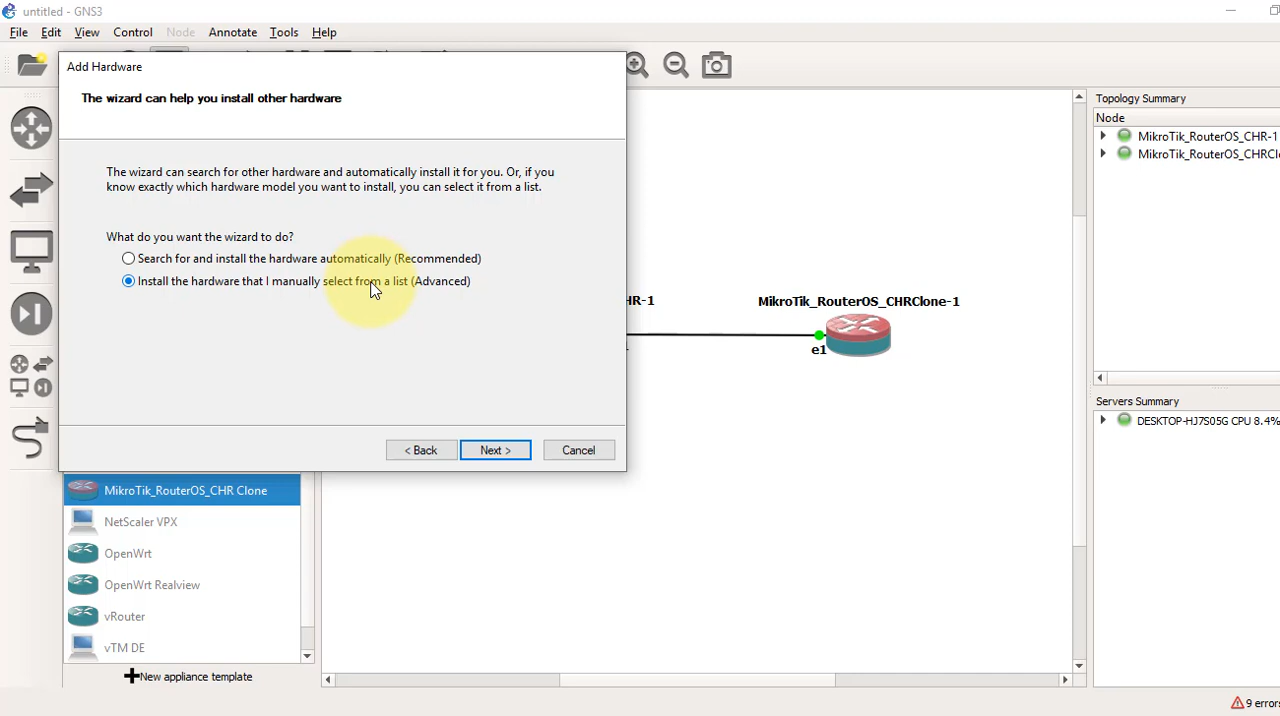 untitled - GNS3
File Edit View Control Node Annotate Tools Help
Add Hardware
The wizard can help you install other hardware
The wizard can search for other hardware and automatically install it for you. Or, if you
know exactly which hardware model you want to install, you can select it from a list.
What do you want the wizard to do?
Search for and install the hardware automatically (Recommended)
Install the hardware that I manually select from a list (Advanced)
< Back
Next >
Cancel
HR-1
MikroTik_RouterOS_CHRClone-1
e1
MikroTik_RouterOS_CHR Clone
NetScaler VPX
OpenWrt
OpenWrt Realview
vRouter
vTM DE
New appliance template
Topology Summary
Node
MikroTik_RouterOS_CHR-1
MikroTik_RouterOS_CHRClo
Servers Summary
DESKTOP-HJ7S05G CPU 8.4%
9 errors